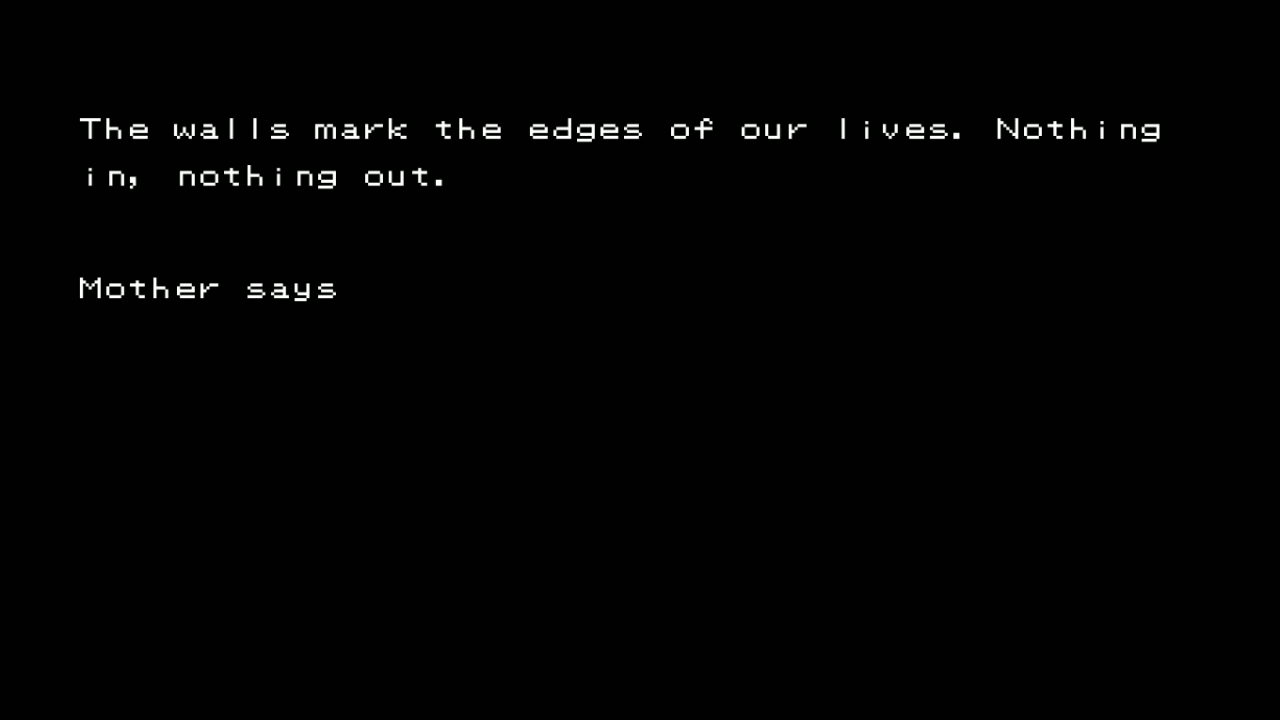 The walls mark the edges of our lives. Nothing
in, nothing out.
Mother says